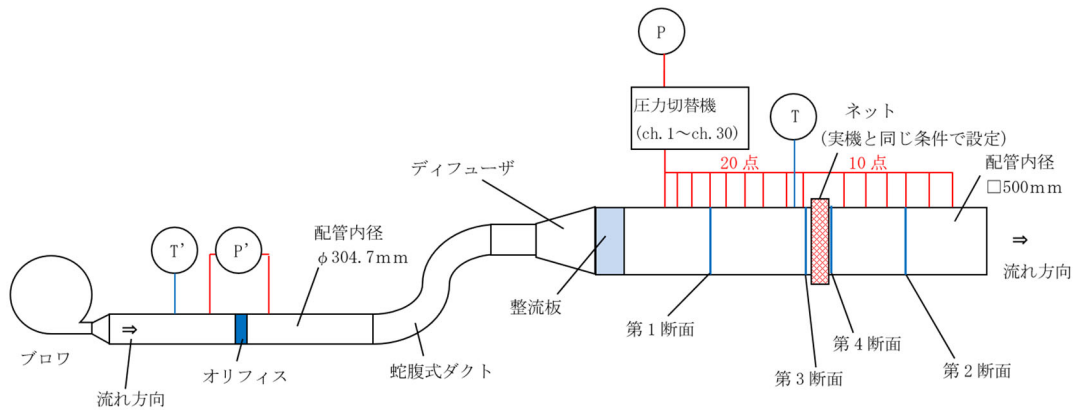 P
圧力切替機
(ch.1～ch.30)
T
ネット
(実機と同じ条件で設定)
20 点
10 点
配管内径
□500mm
ディフューザ
⇒
流れ方向
整流板
第1断面
第3断面
第4断面
第2断面
T’
P’
配管内径
φ304.7mm
⇒
ブロワ
流れ方向
オリフィス
蛇腹式ダクト